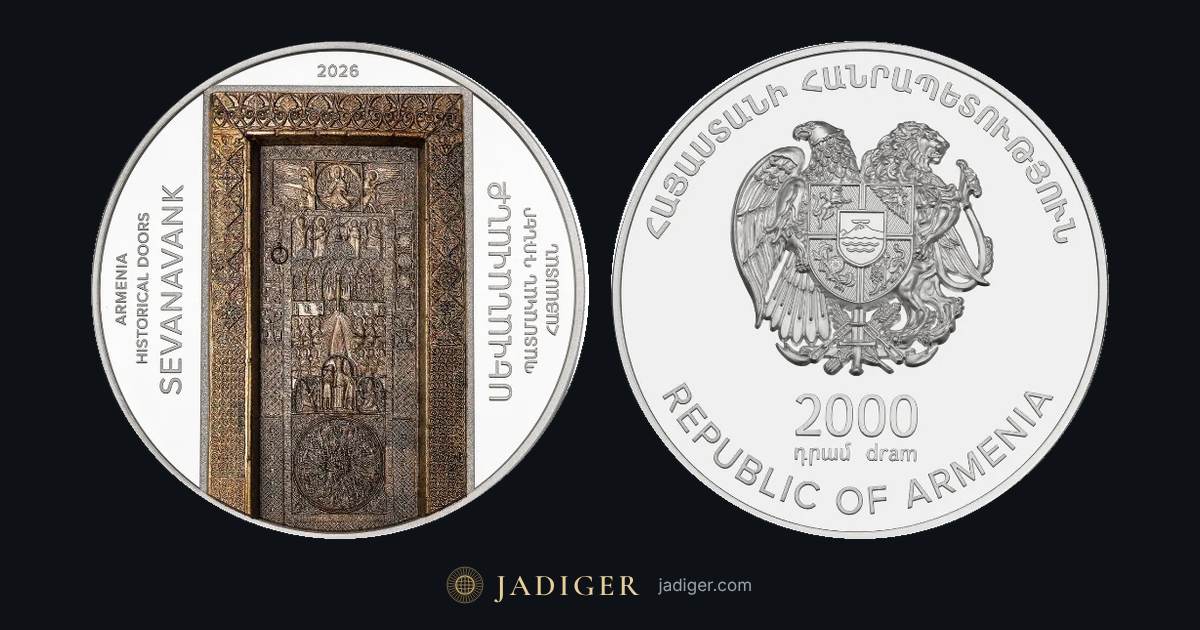 2026
ARMENIA
HISTORICAL DOORS
SEVANAVANK
ՍԵՎԱՆԱՎԱՆՔ
ՊԱՏՄԱԿԱՆ ԴՌՆԵՐ
ՀԱՅԱՍՏԱՆ
ՀԱՅԱՍՏԱՆԻ ՀԱՆՐԱՊԵՏՈՒԹՅՈՒՆ
2000
դրամ dram
REPUBLIC OF ARMENIA
JADIGER jadiger.com